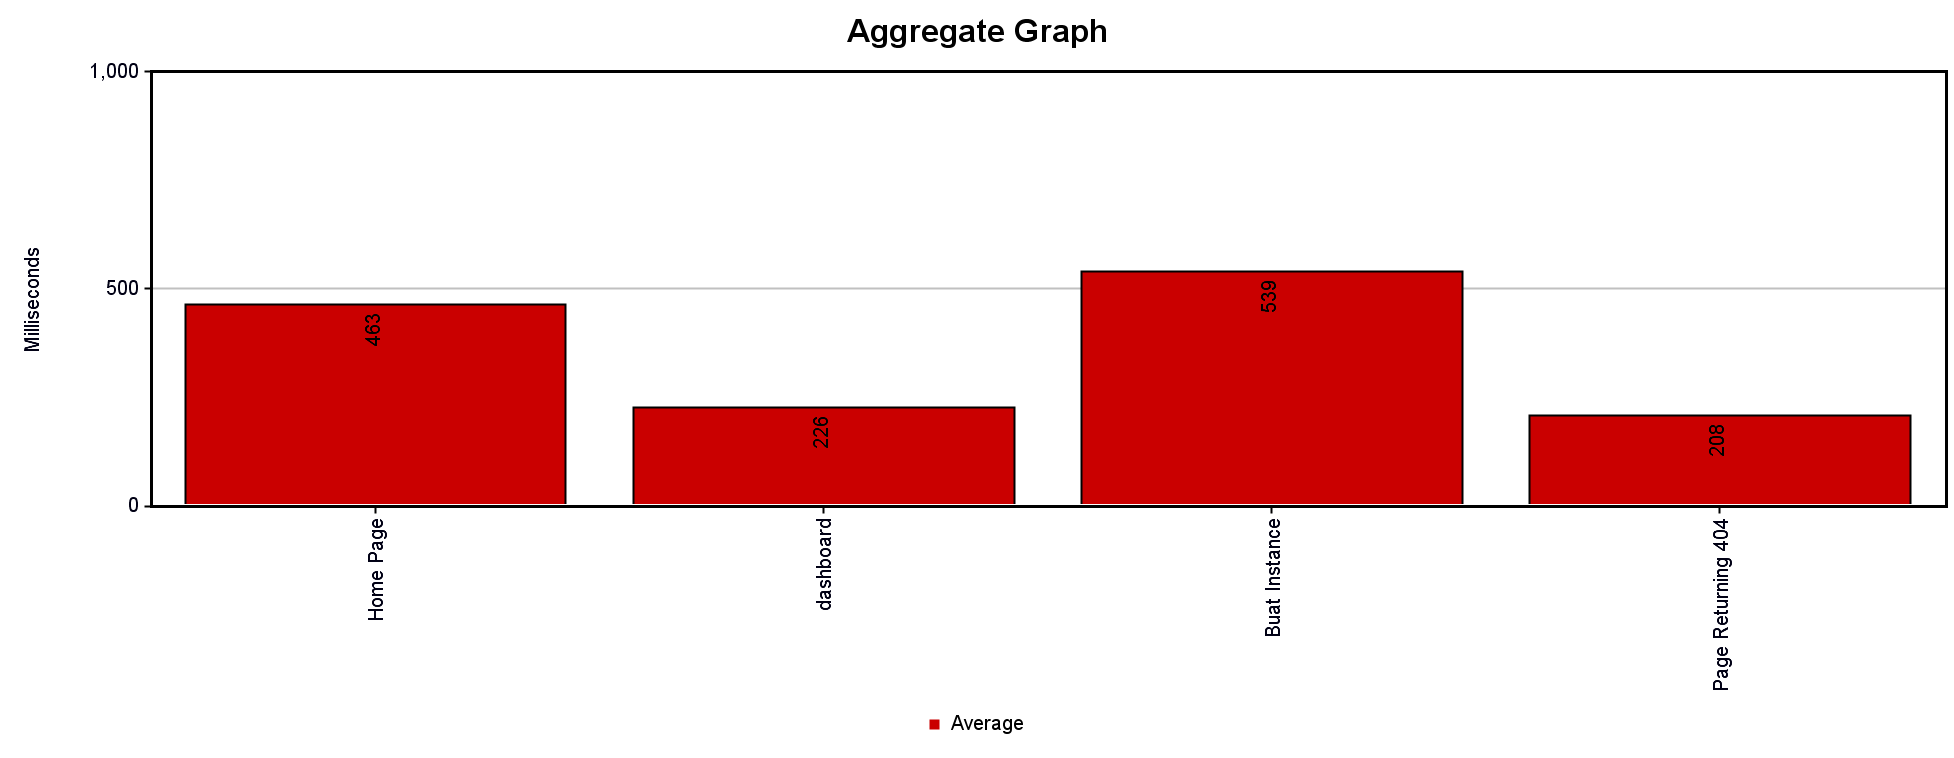 Aggregate Graph
1,000
500
0
Milliseconds
463
226
539
208
Home Page
dashboard
Buat Instance
Page Returning 404
Average